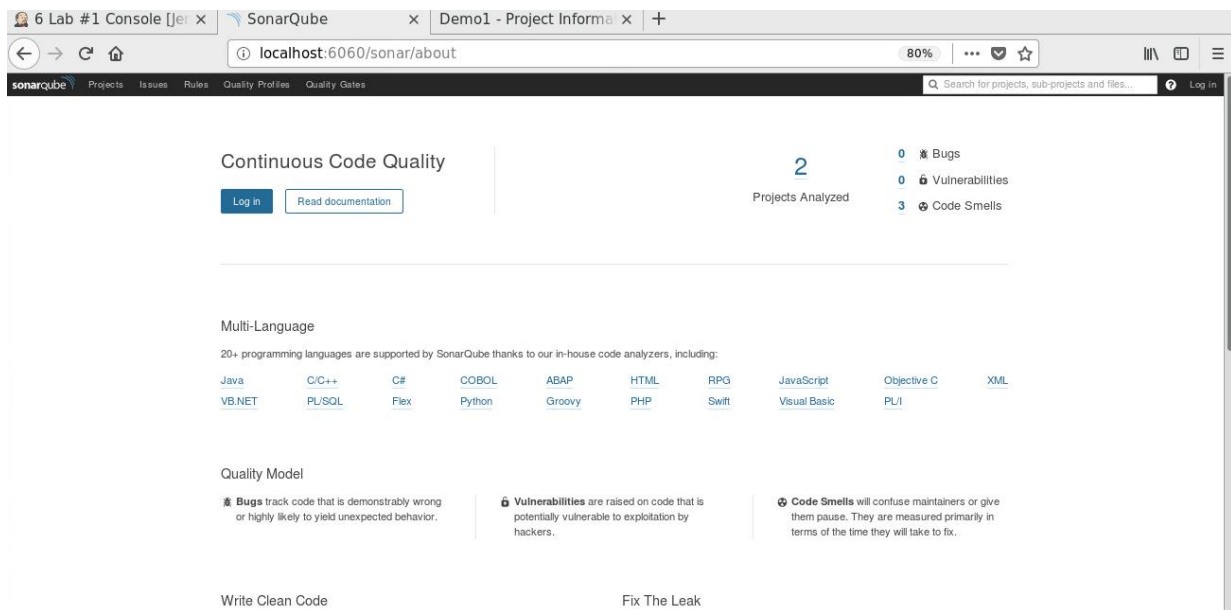 6 Lab #1 Console [Jer
SonarQube
Demo1 - Project Informa
localhost:6060/sonar/about
80%
sonarqube Projects Issues Rules Quality Profiles Quality Gates
Search for projects, sub-projects and files...
Log in
Continuous Code Quality
Log in Read documentation
2
Projects Analyzed
0 Bugs
0 Vulnerabilities
3 Code Smells
Multi-Language
20+ programming languages are supported by SonarQube thanks to our in-house code analyzers, including:
Java C/C++ C# COBOL ABAP HTML RPG JavaScript Objective C XML
VB.NET PL/SQL Flex Python Groovy PHP Swift Visual Basic PL/I
Quality Model
Bugs track code that is demonstrably wrong
or highly likely to yield unexpected behavior.
Vulnerabilities are raised on code that is
potentially vulnerable to exploitation by
hackers.
Code Smells will confuse maintainers or give
them pause. They are measured primarily in
terms of the time they will take to fix.
Write Clean Code
Fix The Leak